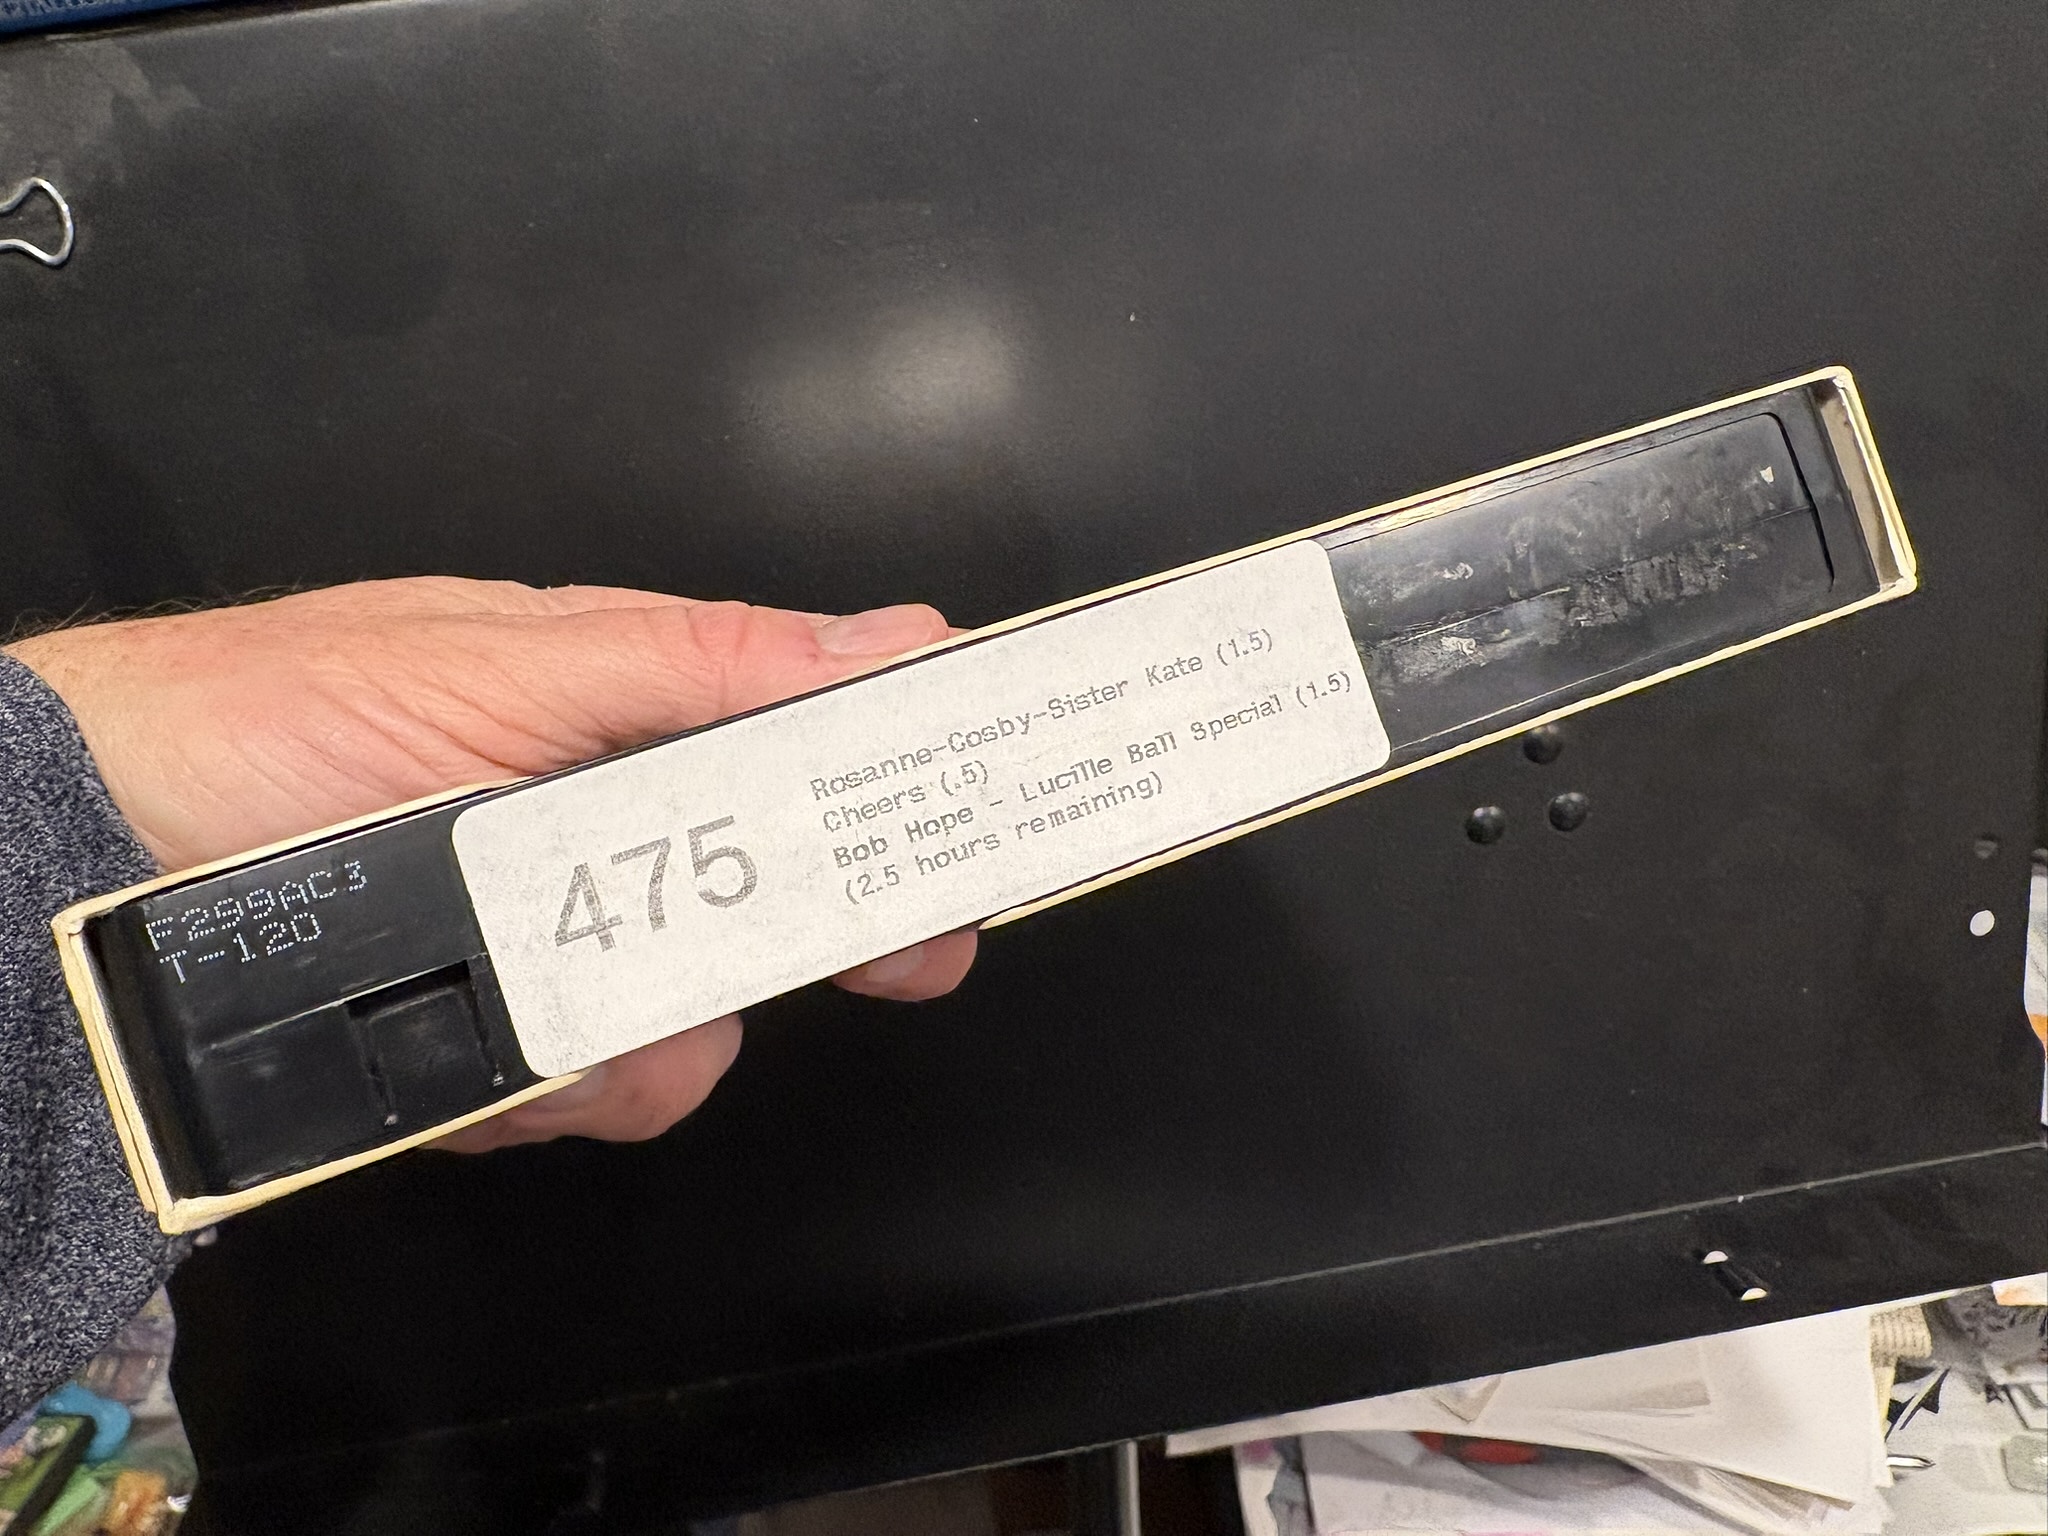 F299AC3
T-120
475
Rosanne-Cosby-Sister Kate (1.5)
Cheers (.5)
Bob Hope - Lucille Ball Special (1.5)
(2.5 hours remaining)